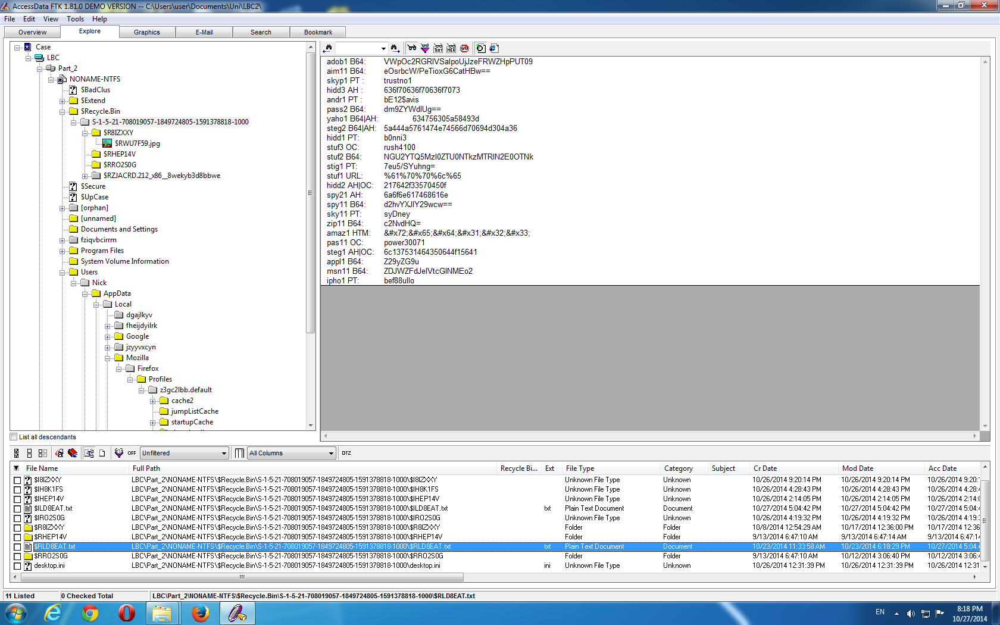 AccessData FTK 1.81.0 DEMO VERSION -- C:\Users\user\Documents\Uni\LBC2\
File Edit View Tools Help
Overview Explore Graphics E-Mail Search Bookmark
Case
LBC
Part_2
NONAME-NTFS
$BadClus
$Extend
$Recycle.Bin
S-1-5-21-708019057-1849724805-1591378818-1000
$R8IZXXY
$RWU7F59.jpg
$RHEP14V
$RRO2S0G
$RZJACRD.212_x86__8wekyb3d8bbwe
$Secure
$UpCase
[orphan]
[unnamed]
Documents and Settings
fziqvbcirrm
Program Files
System Volume Information
Users
Nick
AppData
Local
dgajlkyv
fheijdyilrk
Google
jzyyvxcyn
Mozilla
Firefox
Profiles
z3gc2lbb.default
cache2
jumpListCache
startupCache
adob1 B64: VWpOc2RGRlVSalpoUjJzeFRWZHpPUT09
aim11 B64: eOsrbcW/PeTioxG6CatHBw==
skyp1 PT : trustno1
hidd3 AH : 636f70636f70636f7073
andr1 PT : bE12$avis
pass2 B64: dm9ZYWdlUg==
yaho1 B64|AH: 634756305a58493d
steg2 B64|AH: 5a444a5761474e74566d70694d304a36
hidd1 PT: b0nni3
stuf3 OC: rush4100
stuf2 B64: NGU2YTQ5MzI0ZTU0NTkzMTRlN2E0OTNk
stig1 PT: 7eu5/SYuhng=
stuf1 URL: %61%70%70%6c%65
hidd2 AH|OC: 217642f33570450f
spy21 AH: 6a6f6e617468616e
spy11 B64: d2hvYXJlY29wcw==
sky11 PT: syDney
zip11 B64: c2NvdHQ=
amaz1 HTM: &#x72;&#x65;&#x64;&#x31;&#x32;&#x33;
pas11 OC: power30071
steg1 AH|OC: 6c137531464350644f15641
appl1 B64: Z29yZG9u
msn11 B64: ZDJWZFdJelVtcGlNMEo2
ipho1 PT: bef88ullo
List all descendants
OFF Unfiltered All Columns DTZ
File Name Full Path Recycle Bi... Ext File Type Category Subject Cr Date Mod Date Acc Date
$I8IZXXY LBC\Part_2\NONAME-NTFS\$Recycle.Bin\S-1-5-21-708019057-1849724805-1591378818-1000\$I8IZXXY Unknown File Type Unknown 10/26/2014 9:20:14 PM 10/26/2014 9:20:14 PM 10/26/2014 9:20:
$IH8K1FS LBC\Part_2\NONAME-NTFS\$Recycle.Bin\S-1-5-21-708019057-1849724805-1591378818-1000\$IH8K1FS Unknown File Type Unknown 10/26/2014 4:28:43 PM 10/26/2014 4:28:43 PM 10/26/2014 4:28:
$IHEP14V LBC\Part_2\NONAME-NTFS\$Recycle.Bin\S-1-5-21-708019057-1849724805-1591378818-1000\$IHEP14V Unknown File Type Unknown 10/26/2014 2:14:05 PM 10/26/2014 2:14:05 PM 10/26/2014 2:14:
$ILD8EAT.txt LBC\Part_2\NONAME-NTFS\$Recycle.Bin\S-1-5-21-708019057-1849724805-1591378818-1000\$ILD8EAT.txt txt Plain Text Document Document 10/27/2014 5:04:42 PM 10/27/2014 5:04:42 PM 10/27/2014 5:04:
$IRO2S0G LBC\Part_2\NONAME-NTFS\$Recycle.Bin\S-1-5-21-708019057-1849724805-1591378818-1000\$IRO2S0G Unknown File Type Unknown 10/26/2014 4:19:32 PM 10/26/2014 4:19:32 PM 10/26/2014 4:19:
$R8IZXXY LBC\Part_2\NONAME-NTFS\$Recycle.Bin\S-1-5-21-708019057-1849724805-1591378818-1000\$R8IZXXY Folder Folder 10/8/2014 12:54:29 AM 10/17/2014 12:36:00 PM 10/17/2014 12:36
$RHEP14V LBC\Part_2\NONAME-NTFS\$Recycle.Bin\S-1-5-21-708019057-1849724805-1591378818-1000\$RHEP14V Folder Folder 9/13/2014 6:47:10 AM 9/13/2014 6:47:14 AM 9/13/2014 6:47:14
$RLD8EAT.txt LBC\Part_2\NONAME-NTFS\$Recycle.Bin\S-1-5-21-708019057-1849724805-1591378818-1000\$RLD8EAT.txt txt Plain Text Document Document 10/23/2014 11:33:58 AM 10/23/2014 6:18:29 PM 10/27/2014 5:04:
$RRO2S0G LBC\Part_2\NONAME-NTFS\$Recycle.Bin\S-1-5-21-708019057-1849724805-1591378818-1000\$RRO2S0G Folder Folder 9/13/2014 6:47:10 AM 10/12/2014 3:06:40 PM 10/12/2014 3:06:
desktop.ini LBC\Part_2\NONAME-NTFS\$Recycle.Bin\S-1-5-21-708019057-1849724805-1591378818-1000\desktop.ini ini Unknown File Type Unknown 10/26/2014 12:31:39 PM 10/26/2014 12:31:39 PM 10/26/2014 12:31
11 Listed 0 Checked Total LBC\Part_2\NONAME-NTFS\$Recycle.Bin\S-1-5-21-708019057-1849724805-1591378818-1000\$RLD8EAT.txt
EN 8:18 PM
10/27/2014